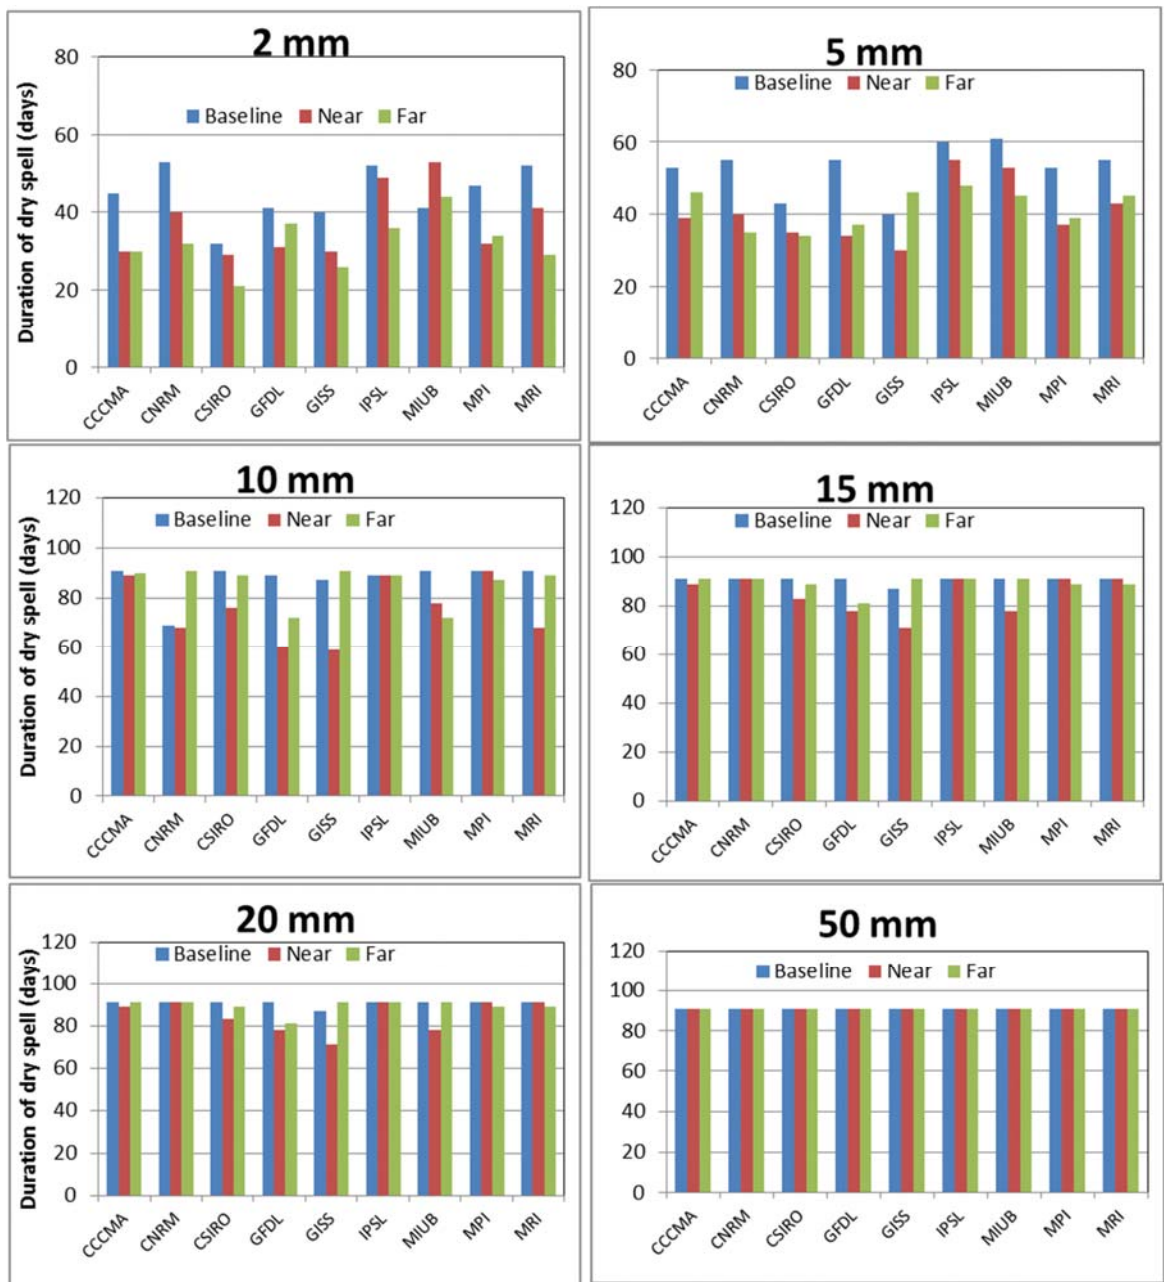 2 mm
80
60
40
20
0
Duration of dry spell (days)
Baseline Near Far
CCCMA CNRM CSIRO GFDL GISS IPSL MIUB MPI MRI
5 mm
80
60
40
20
0
Baseline Near Far
CCCMA CNRM CSIRO GFDL GISS IPSL MIUB MPI MRI
10 mm
120
100
80
60
40
20
0
Duration of dry spell (days)
Baseline Near Far
CCCMA CNRM CSIRO GFDL GISS IPSL MIUB MPI MRI
15 mm
120
100
80
60
40
20
0
Baseline Near Far
CCCMA CNRM CSIRO GFDL GISS IPSL MIUB MPI MRI
20 mm
120
100
80
60
40
20
0
Duration of dry spell (days)
Baseline Near Far
CCCMA CNRM CSIRO GFDL GISS IPSL MIUB MPI MRI
50 mm
120
100
80
60
40
20
0
Baseline Near Far
CCCMA CNRM CSIRO GFDL GISS IPSL MIUB MPI MRI